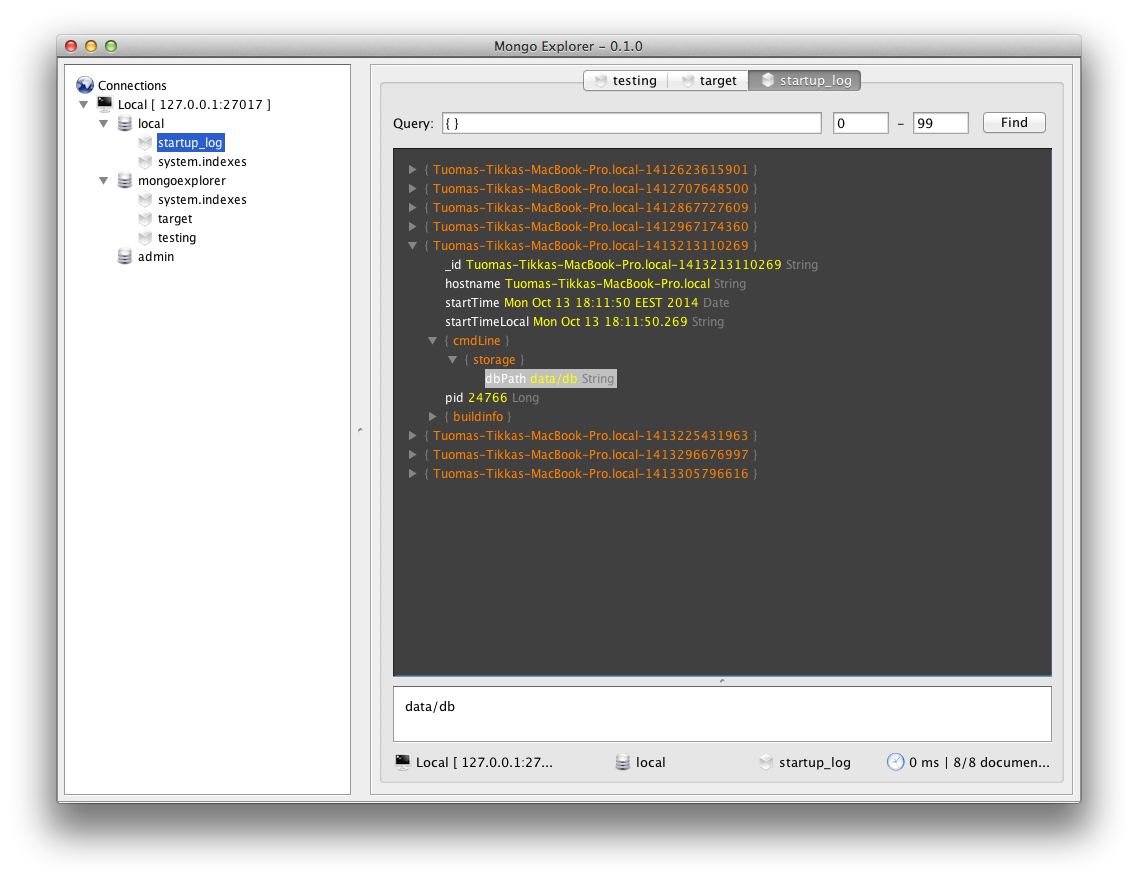 Mongo Explorer – 0.1.0
Connections
Local [ 127.0.0.1:27017 ]
local
startup_log
system.indexes
mongoexplorer
system.indexes
target
testing
admin
testing target startup_log
Query: { } 0 – 99 Find
{ Tuomas-Tikkas-MacBook-Pro.local-1412623615901 }
{ Tuomas-Tikkas-MacBook-Pro.local-1412707648500 }
{ Tuomas-Tikkas-MacBook-Pro.local-1412867727609 }
{ Tuomas-Tikkas-MacBook-Pro.local-1412967174360 }
{ Tuomas-Tikkas-MacBook-Pro.local-1413213110269 }
_id Tuomas-Tikkas-MacBook-Pro.local-1413213110269 String
hostname Tuomas-Tikkas-MacBook-Pro.local String
startTime Mon Oct 13 18:11:50 EEST 2014 Date
startTimeLocal Mon Oct 13 18:11:50.269 String
{ cmdLine }
{ storage }
dbPath data/db String
pid 24766 Long
{ buildinfo }
{ Tuomas-Tikkas-MacBook-Pro.local-1413225431963 }
{ Tuomas-Tikkas-MacBook-Pro.local-1413296676997 }
{ Tuomas-Tikkas-MacBook-Pro.local-1413305796616 }
data/db
Local [ 127.0.0.1:27... local startup_log 0 ms | 8/8 documen...